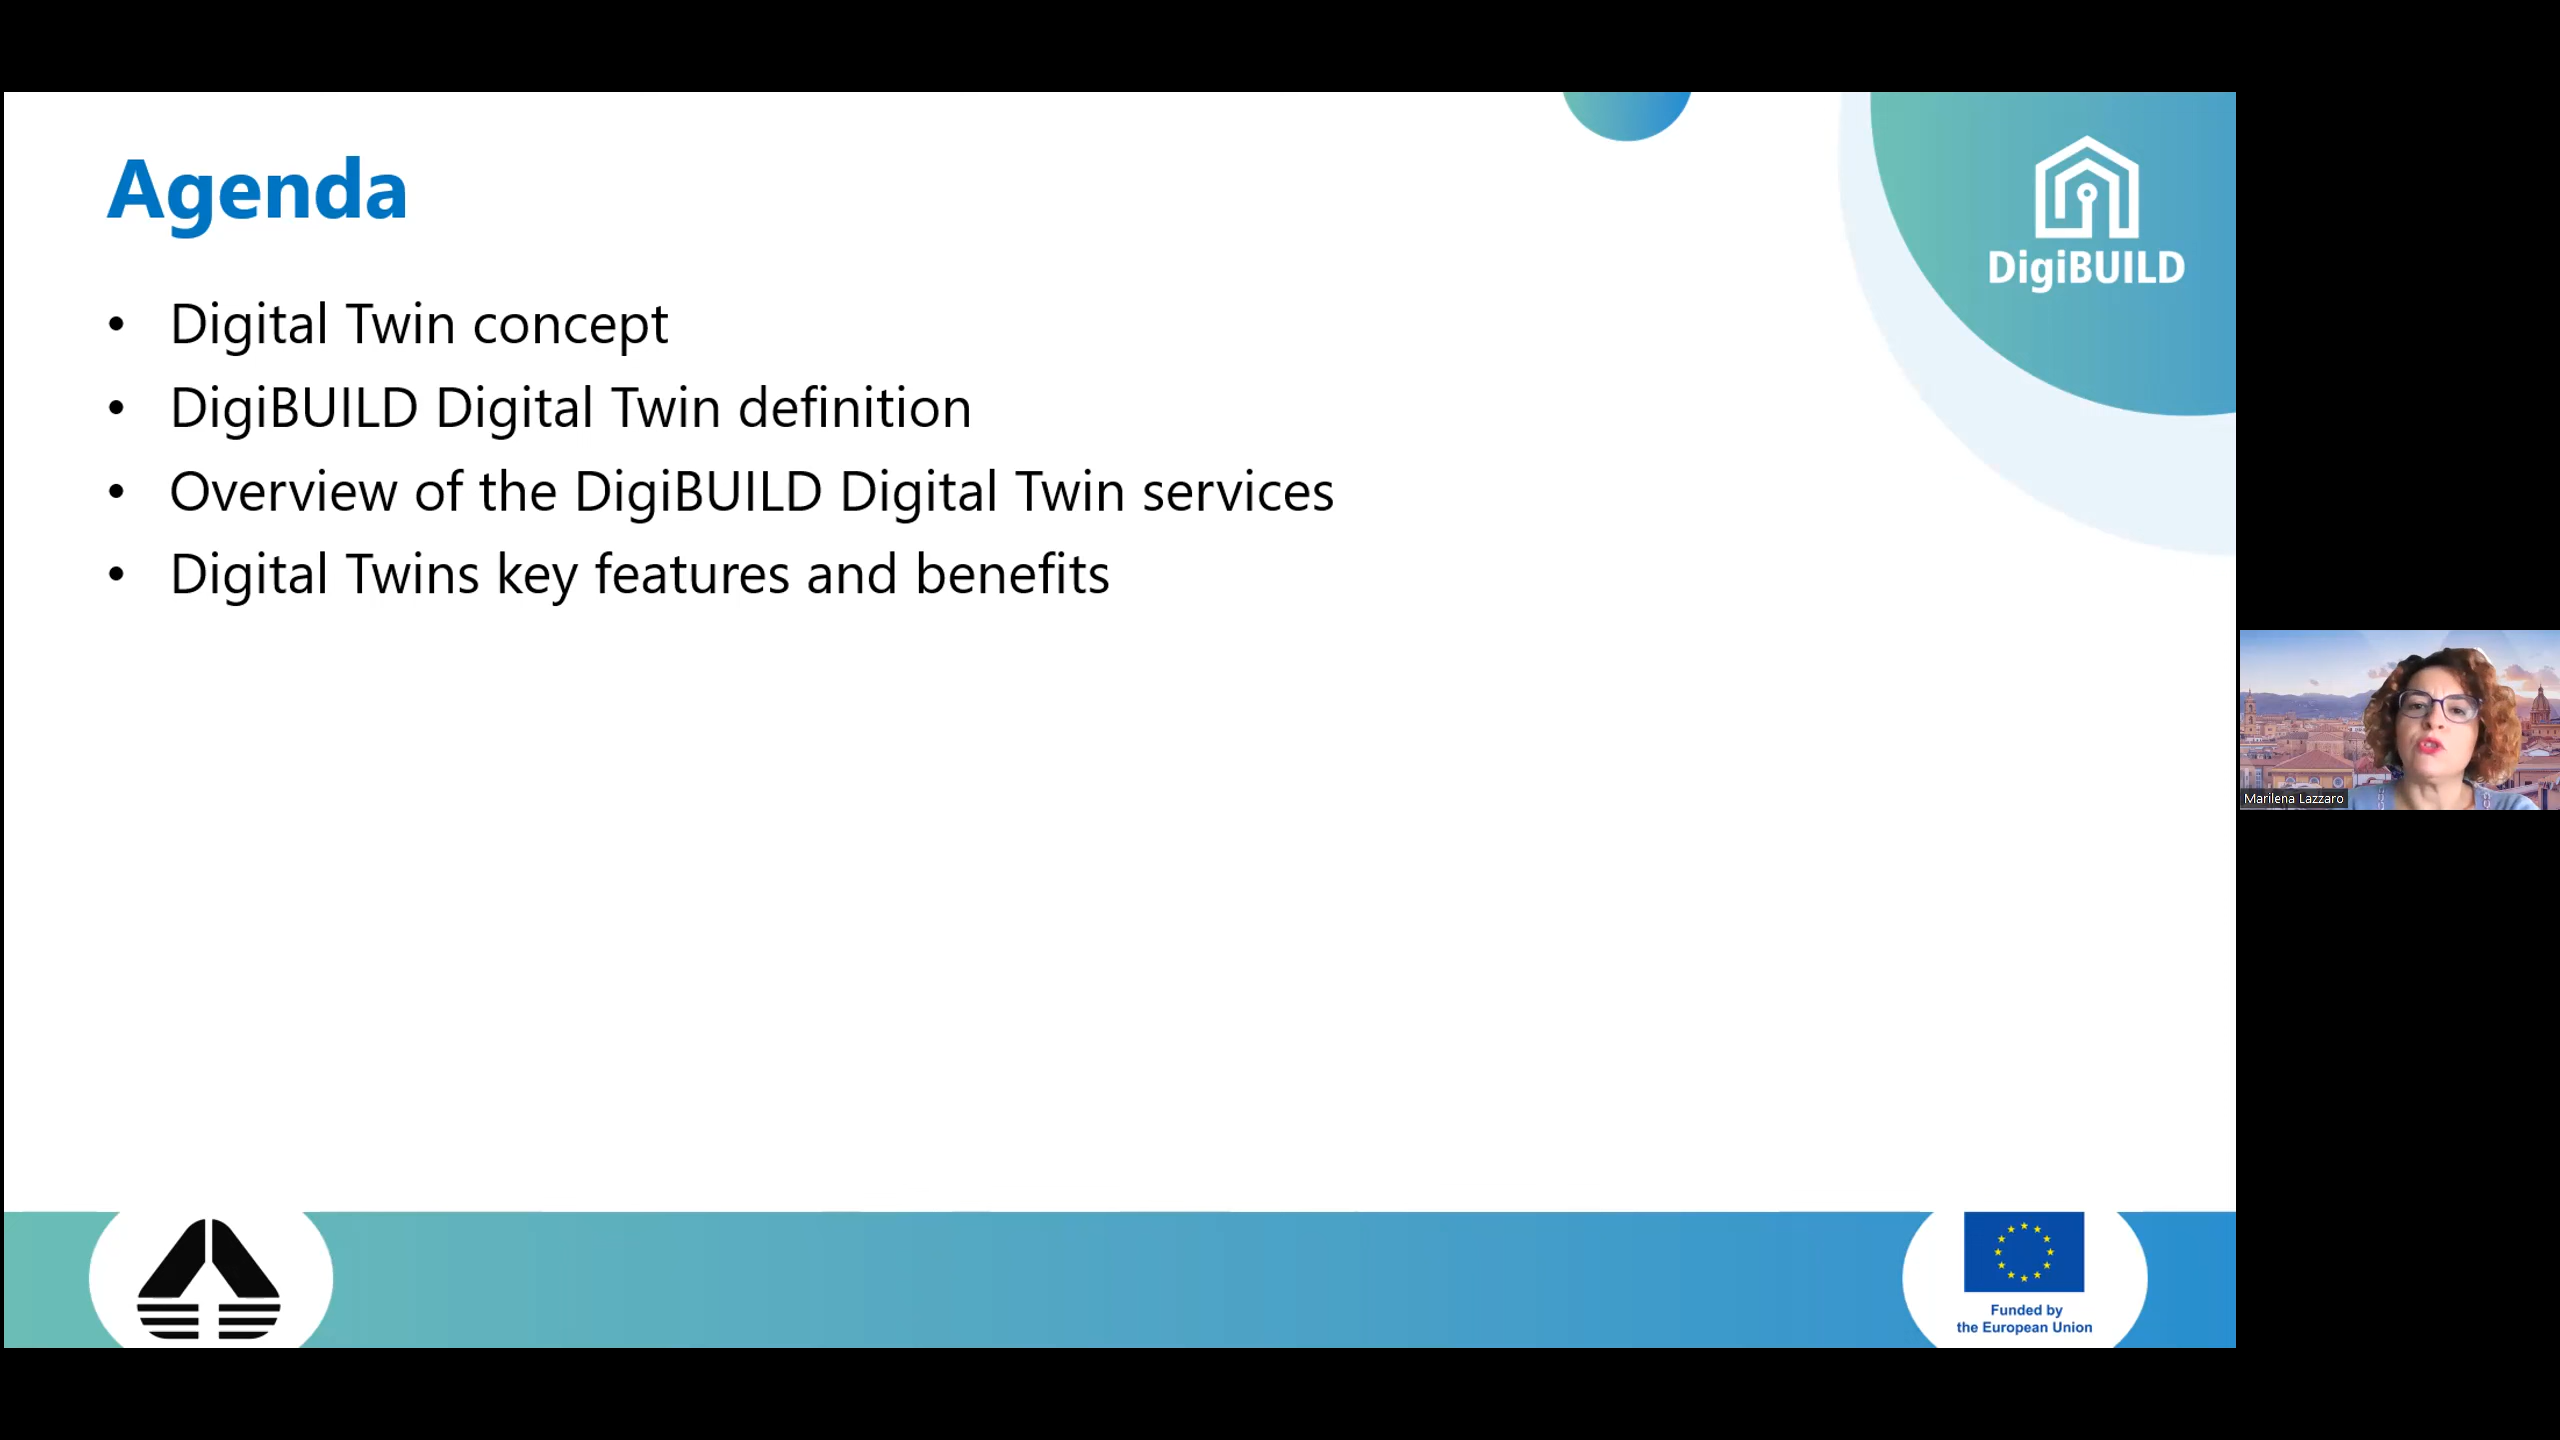 Agenda
DigiBUILD
• Digital Twin concept
• DigiBUILD Digital Twin definition
• Overview of the DigiBUILD Digital Twin services
• Digital Twins key features and benefits
Marilena Lazzaro
Funded by
the European Union